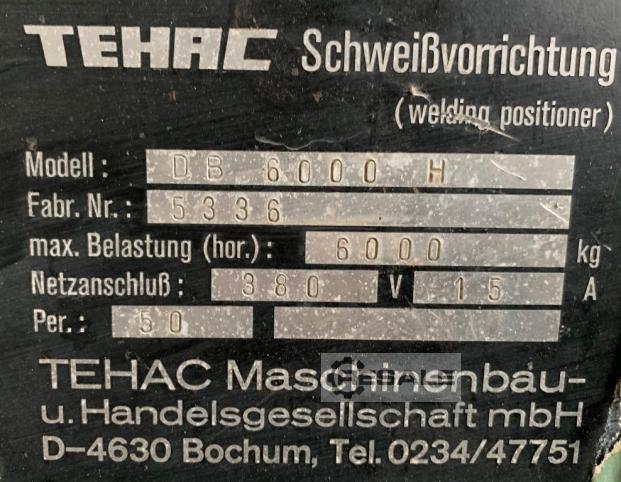 TEHAC Schweißvorrichtung
(welding positioner)
Modell: DB 6000 H
Fabr. Nr.: 5336
max. Belastung (hor.): 6000 kg
Netzanschluß: 380 V 15 A
Per.: 50
TEHAC Maschinenbau-
u. Handelsgesellschaft mbH
D-4630 Bochum, Tel. 0234/47751